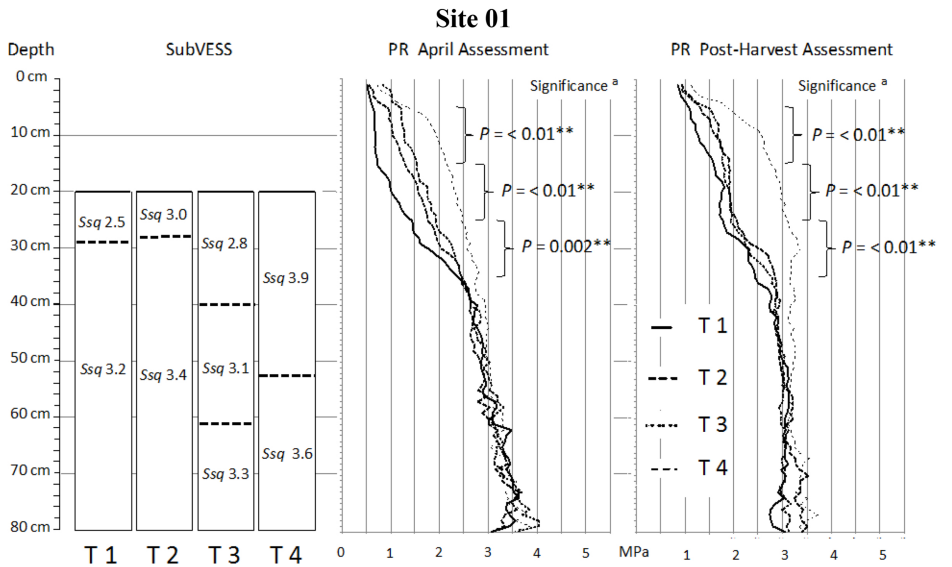 Site 01
Depth SubVESS PR April Assessment PR Post-Harvest Assessment
0 cm
Significance a Significance a
10 cm
P = < 0.01** P = < 0.01**
20 cm
P = < 0.01** P = < 0.01**
Ssq 2.5 Ssq 3.0 Ssq 2.8
30 cm
P = 0.002** P = < 0.01**
Ssq 3.9
40 cm
T 1
50 cm
Ssq 3.2 Ssq 3.4 Ssq 3.1
T 2
60 cm
T 3
Ssq 3.6
70 cm
Ssq 3.3
T 4
80 cm
T 1 T 2 T 3 T 4
0 1 2 3 4 5 MPa 1 2 3 4 5